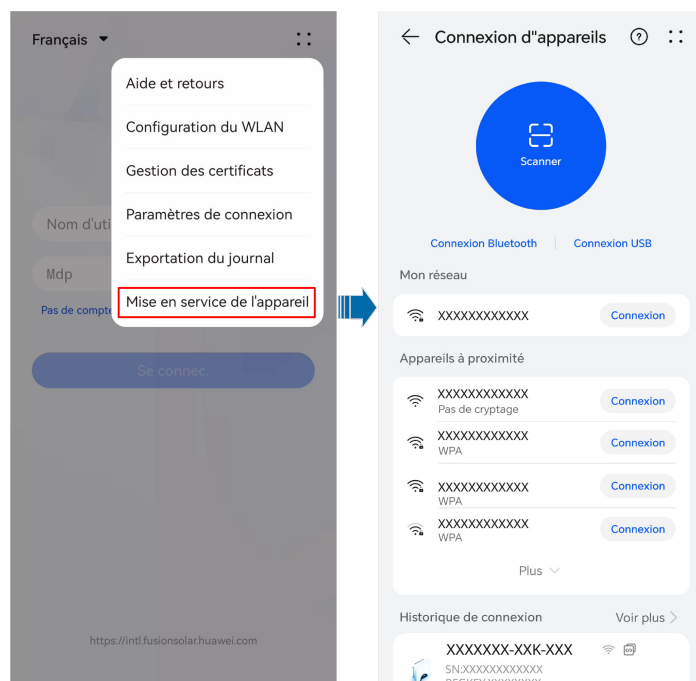 Français
Aide et retours
Configuration du WLAN
Gestion des certificats
Paramètres de connexion
Exportation du journal
Mise en service de l'appareil
Nom d'uti
Mdp
Pas de compte
Se connec.
https://intl.fusionsolar.huawei.com
Connexion d"appareils
Scanner
Connexion Bluetooth
Connexion USB
Mon réseau
XXXXXXXXXXXX
Connexion
Appareils à proximité
XXXXXXXXXXXX
Pas de cryptage
Connexion
XXXXXXXXXXXX
WPA
Connexion
XXXXXXXXXXXX
WPA
Connexion
XXXXXXXXXXXX
WPA
Connexion
Plus
Historique de connexion
Voir plus
XXXXXXX-XXK-XXX
SN:XXXXXXXXXXXX